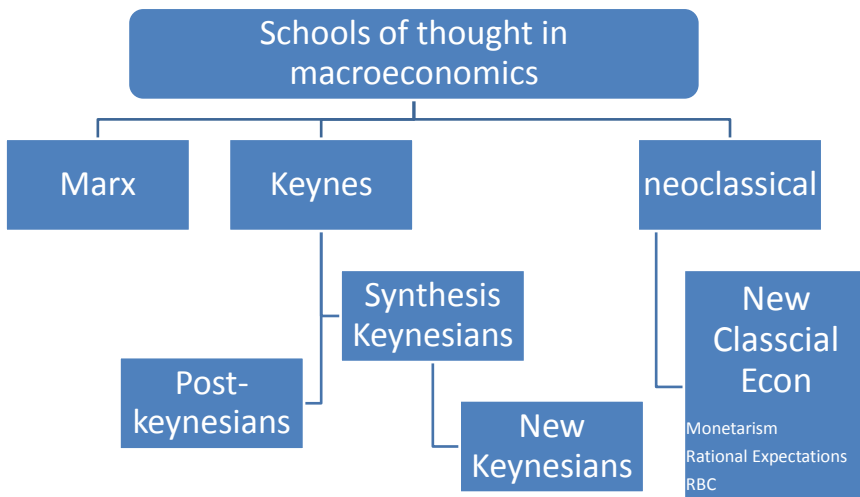 Schools of thought in
macroeconomics
Marx
Keynes
neoclassical
Synthesis
Keynesians
Post-
keynesians
New
Keynesians
New
Classcial
Econ
Monetarism
Rational Expectations
RBC